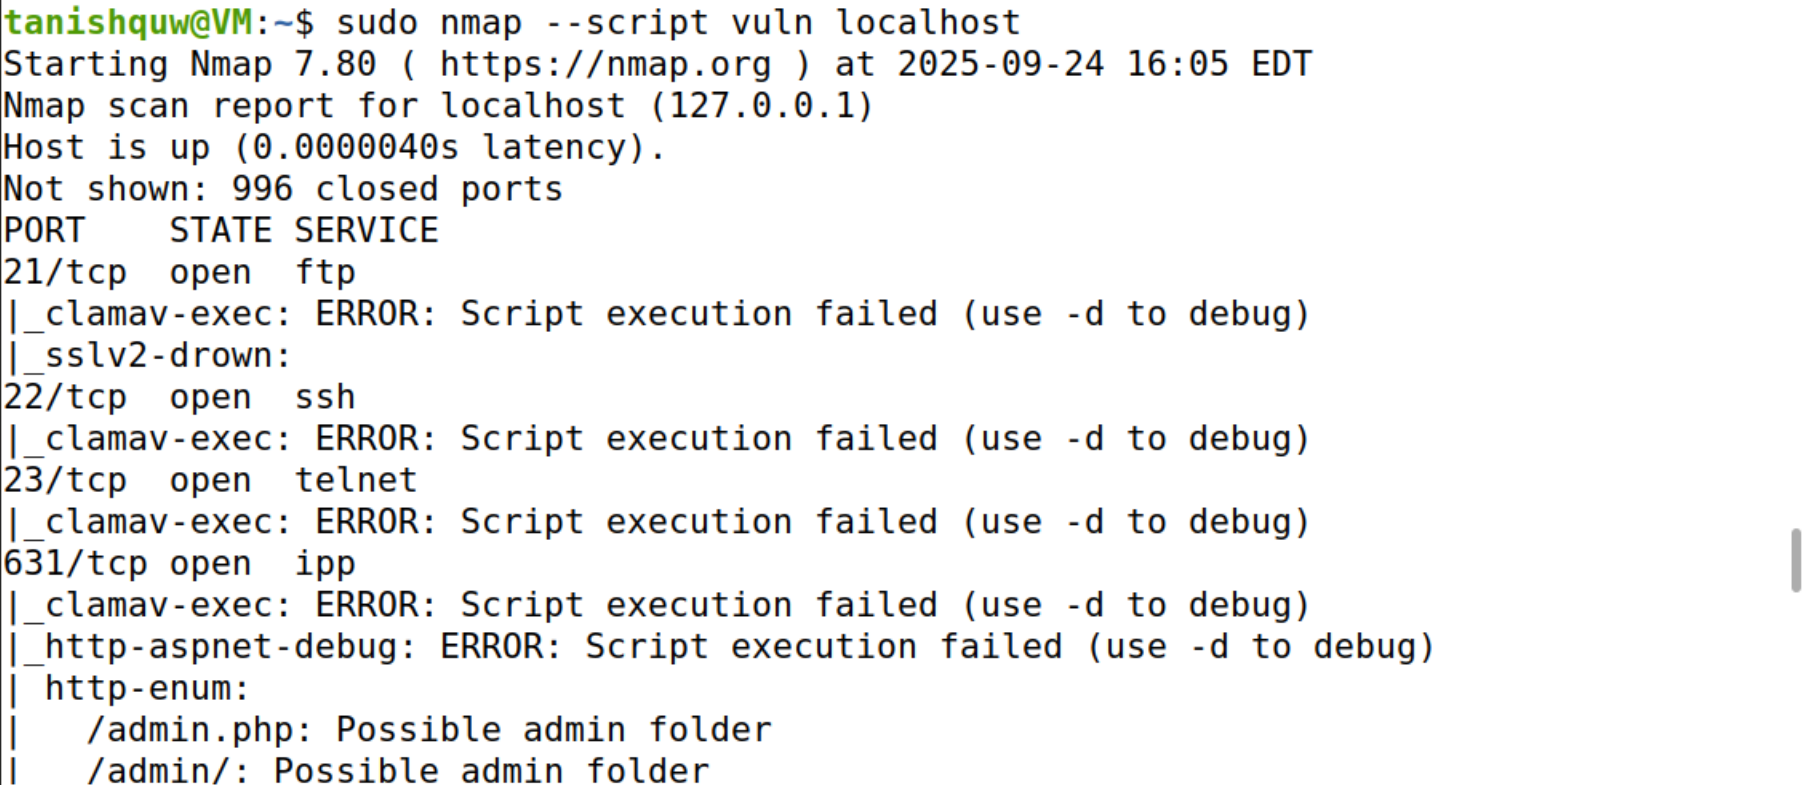 tanishquw@VM:~$ sudo nmap --script vuln localhost
Starting Nmap 7.80 ( https://nmap.org ) at 2025-09-24 16:05 EDT
Nmap scan report for localhost (127.0.0.1)
Host is up (0.0000040s latency).
Not shown: 996 closed ports
PORT    STATE SERVICE
21/tcp  open  ftp
|_clamav-exec: ERROR: Script execution failed (use -d to debug)
|_sslv2-drown:
22/tcp  open  ssh
|_clamav-exec: ERROR: Script execution failed (use -d to debug)
23/tcp  open  telnet
|_clamav-exec: ERROR: Script execution failed (use -d to debug)
631/tcp open  ipp
|_clamav-exec: ERROR: Script execution failed (use -d to debug)
|_http-aspnet-debug: ERROR: Script execution failed (use -d to debug)
| http-enum:
|   /admin.php: Possible admin folder
|   /admin/: Possible admin folder